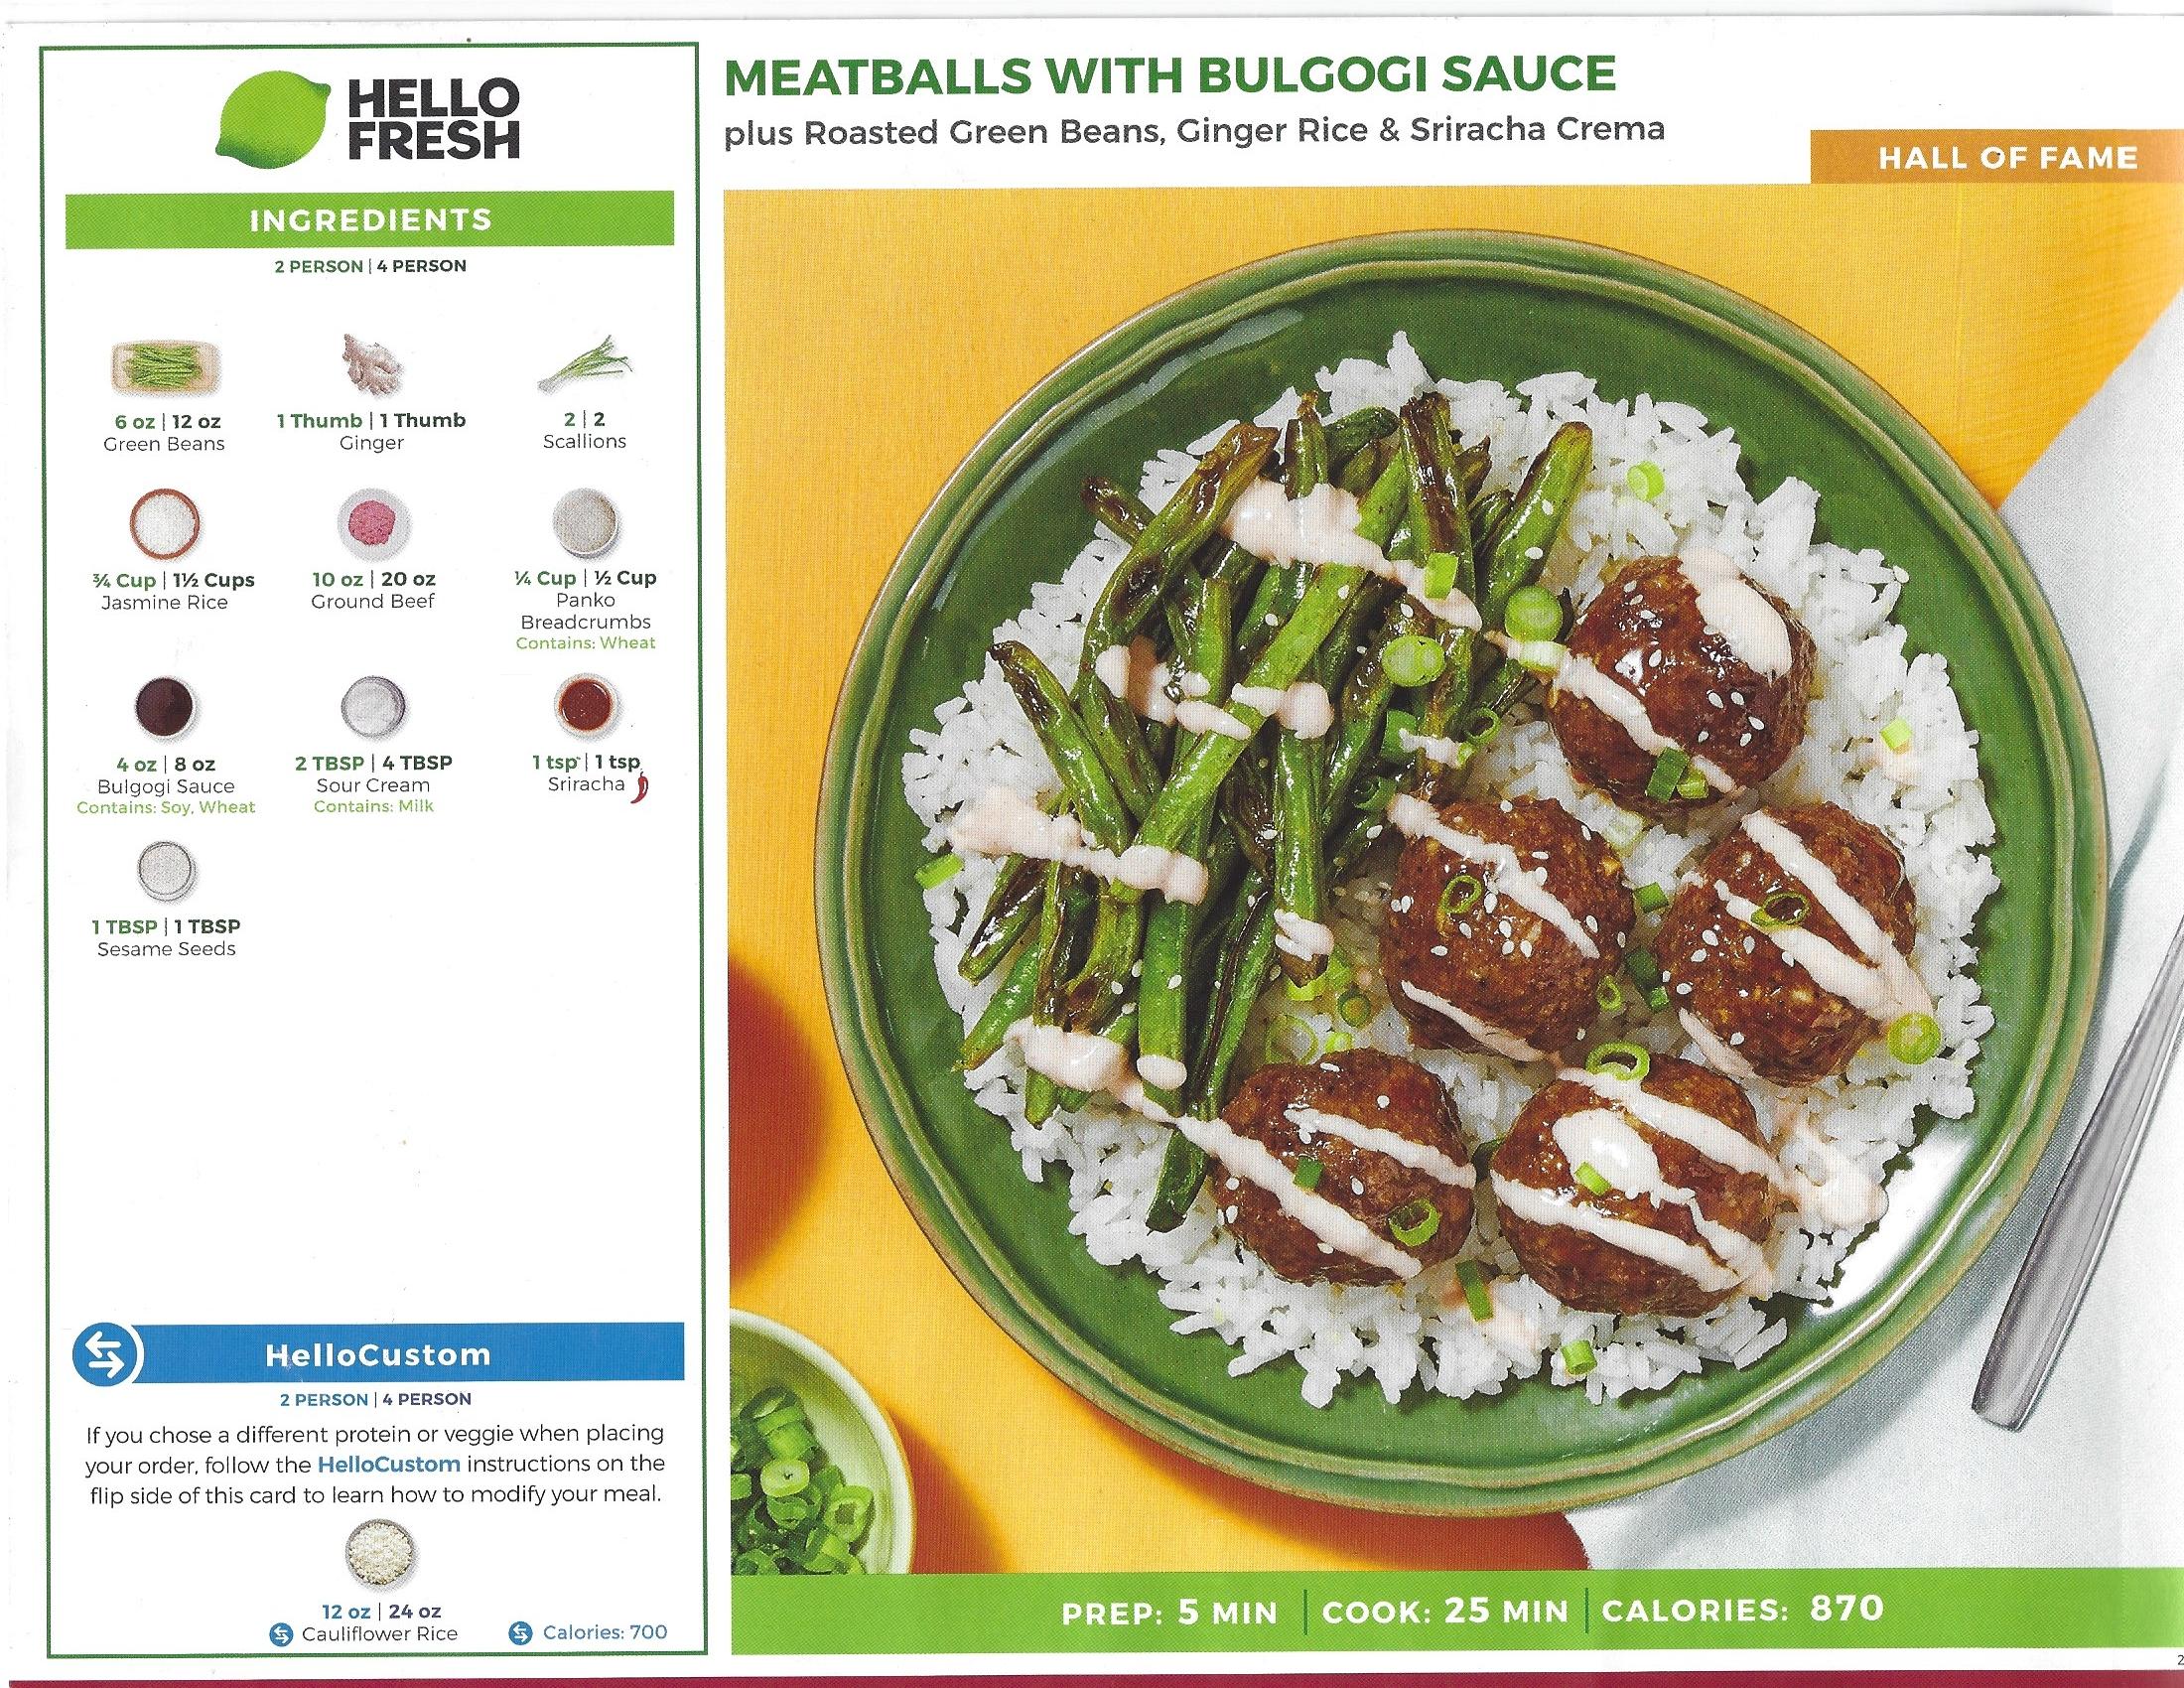 HELLO
FRESH
INGREDIENTS
2 PERSON | 4 PERSON
6 oz | 12 oz
Green Beans
1 Thumb | 1 Thumb
Ginger
2 | 2
Scallions
¾ Cup | 1½ Cups
Jasmine Rice
10 oz | 20 oz
Ground Beef
¼ Cup | ½ Cup
Panko
Breadcrumbs
Contains: Wheat
4 oz | 8 oz
Bulgogi Sauce
Contains: Soy, Wheat
2 TBSP | 4 TBSP
Sour Cream
Contains: Milk
1 tsp | 1 tsp
Sriracha
1 TBSP | 1 TBSP
Sesame Seeds
HelloCustom
2 PERSON | 4 PERSON
If you chose a different protein or veggie when placing
your order, follow the HelloCustom instructions on the
flip side of this card to learn how to modify your meal.
12 oz | 24 oz
Cauliflower Rice
Calories: 700
MEATBALLS WITH BULGOGI SAUCE
plus Roasted Green Beans, Ginger Rice & Sriracha Crema
HALL OF FAME
PREP: 5 MIN | COOK: 25 MIN | CALORIES: 870
2